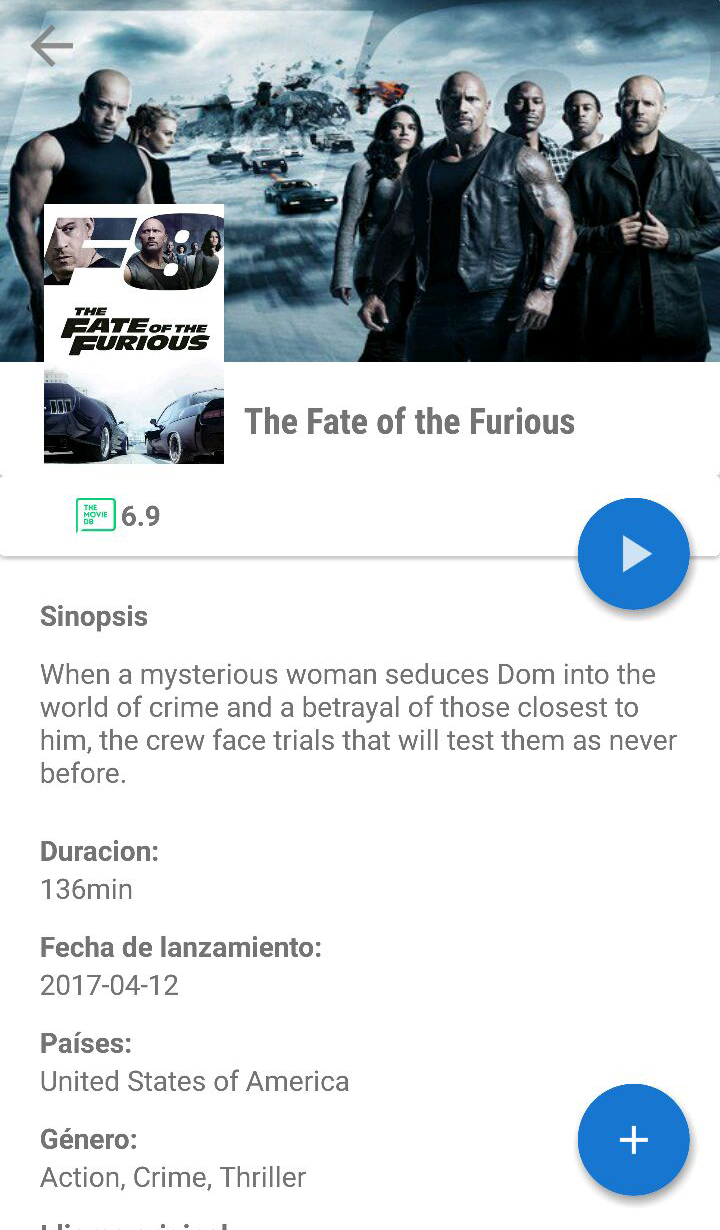 F8
THE
FATE OF THE
FURIOUS
The Fate of the Furious
THE
MOVIE
DB
6.9
Sinopsis
When a mysterious woman seduces Dom into the
world of crime and a betrayal of those closest to
him, the crew face trials that will test them as never
before.
Duracion:
136min
Fecha de lanzamiento:
2017-04-12
Países:
United States of America
Género:
Action, Crime, Thriller